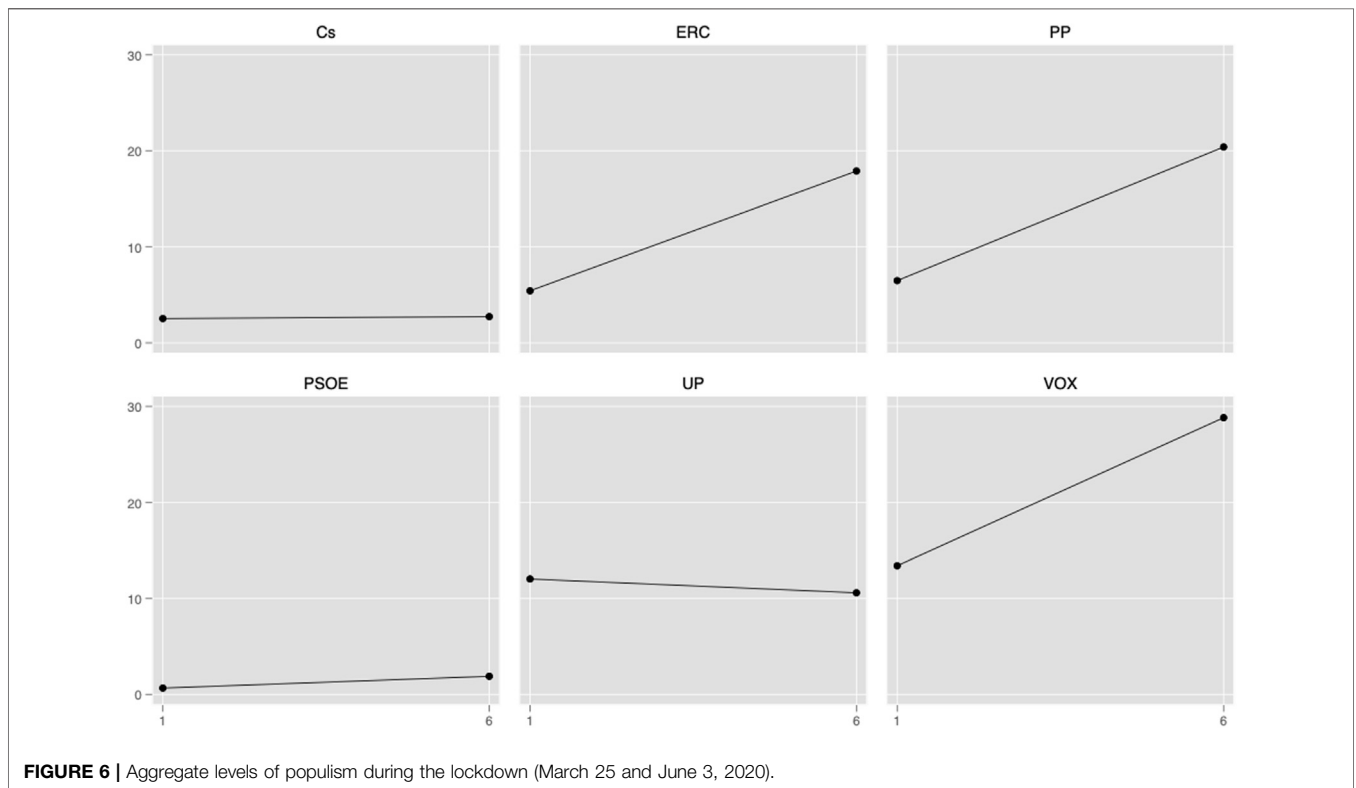 Cs ERC PP
30
20
10
0
PSOE UP VOX
30
20
10
0
1 6 1 6 1 6
FIGURE 6 | Aggregate levels of populism during the lockdown (March 25 and June 3, 2020).